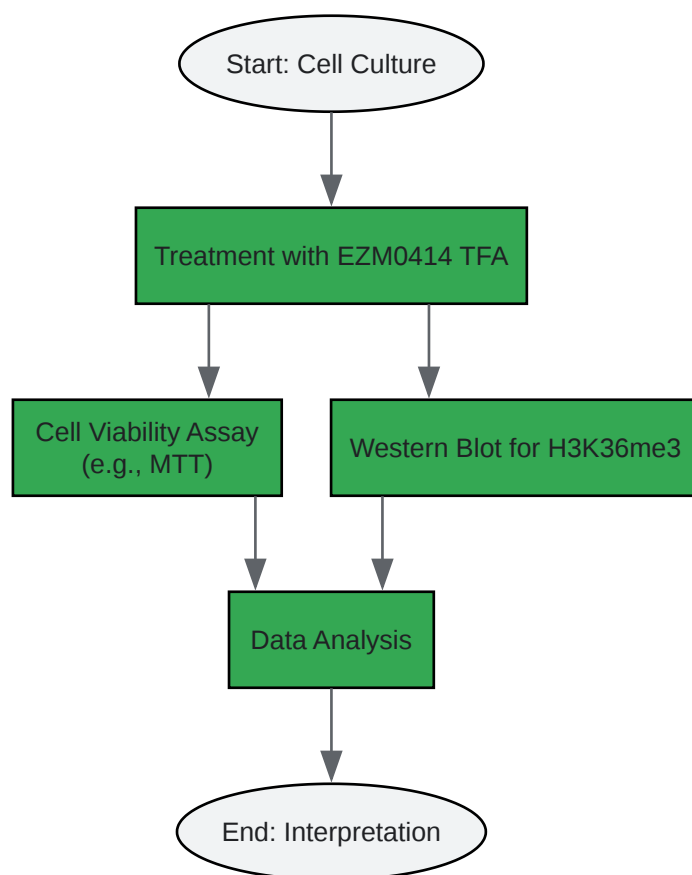 Start: Cell Culture
Treatment with EZM0414 TFA
Cell Viability Assay
(e.g., MTT)
Western Blot for H3K36me3
Data Analysis
End: Interpretation